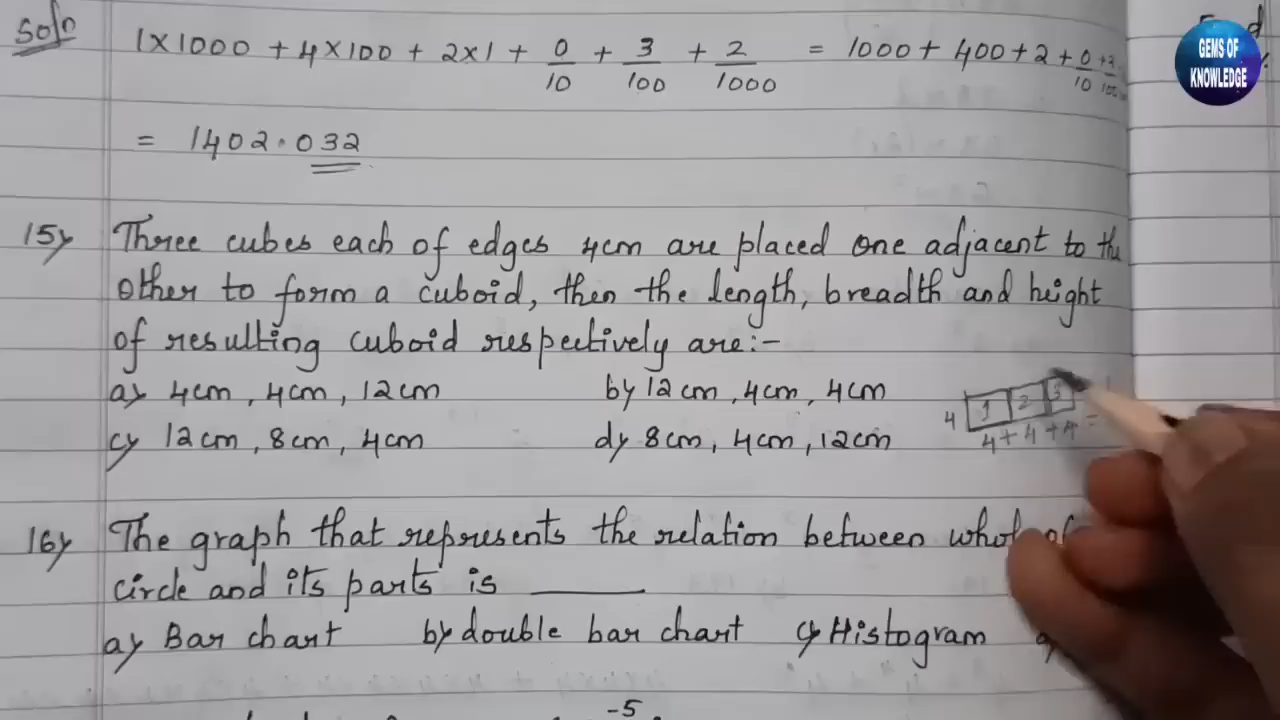 Soln
1×1000 + 4×100 + 2×1 + 0/10 + 3/100 + 2/1000 = 1000 + 400 + 2 + 0/10 +
GEMS OF
KNOWLEDGE
= 1402.032
15) Three cubes each of edges 4cm are placed one adjacent to the
other to form a cuboid, then the length, breadth and height
of resulting cuboid respectively are:-
a) 4cm, 4cm, 12cm b) 12cm, 4cm, 4cm
c) 12cm, 8cm, 4cm d) 8cm, 4cm, 12cm
1 2 3
4
4 + 4 + 4 =
16) The graph that represents the relation between whole of
circle and its parts is ______
a) Bar chart b) double bar chart c) Histogram
-5